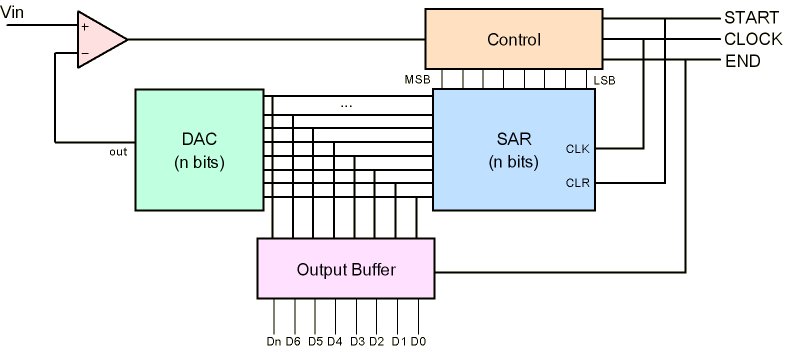 Vin
+
−
Control
START
CLOCK
END
MSB
LSB
...
DAC
(n bits)
out
SAR
(n bits)
CLK
CLR
Output Buffer
Dn D6 D5 D4 D3 D2 D1 D0